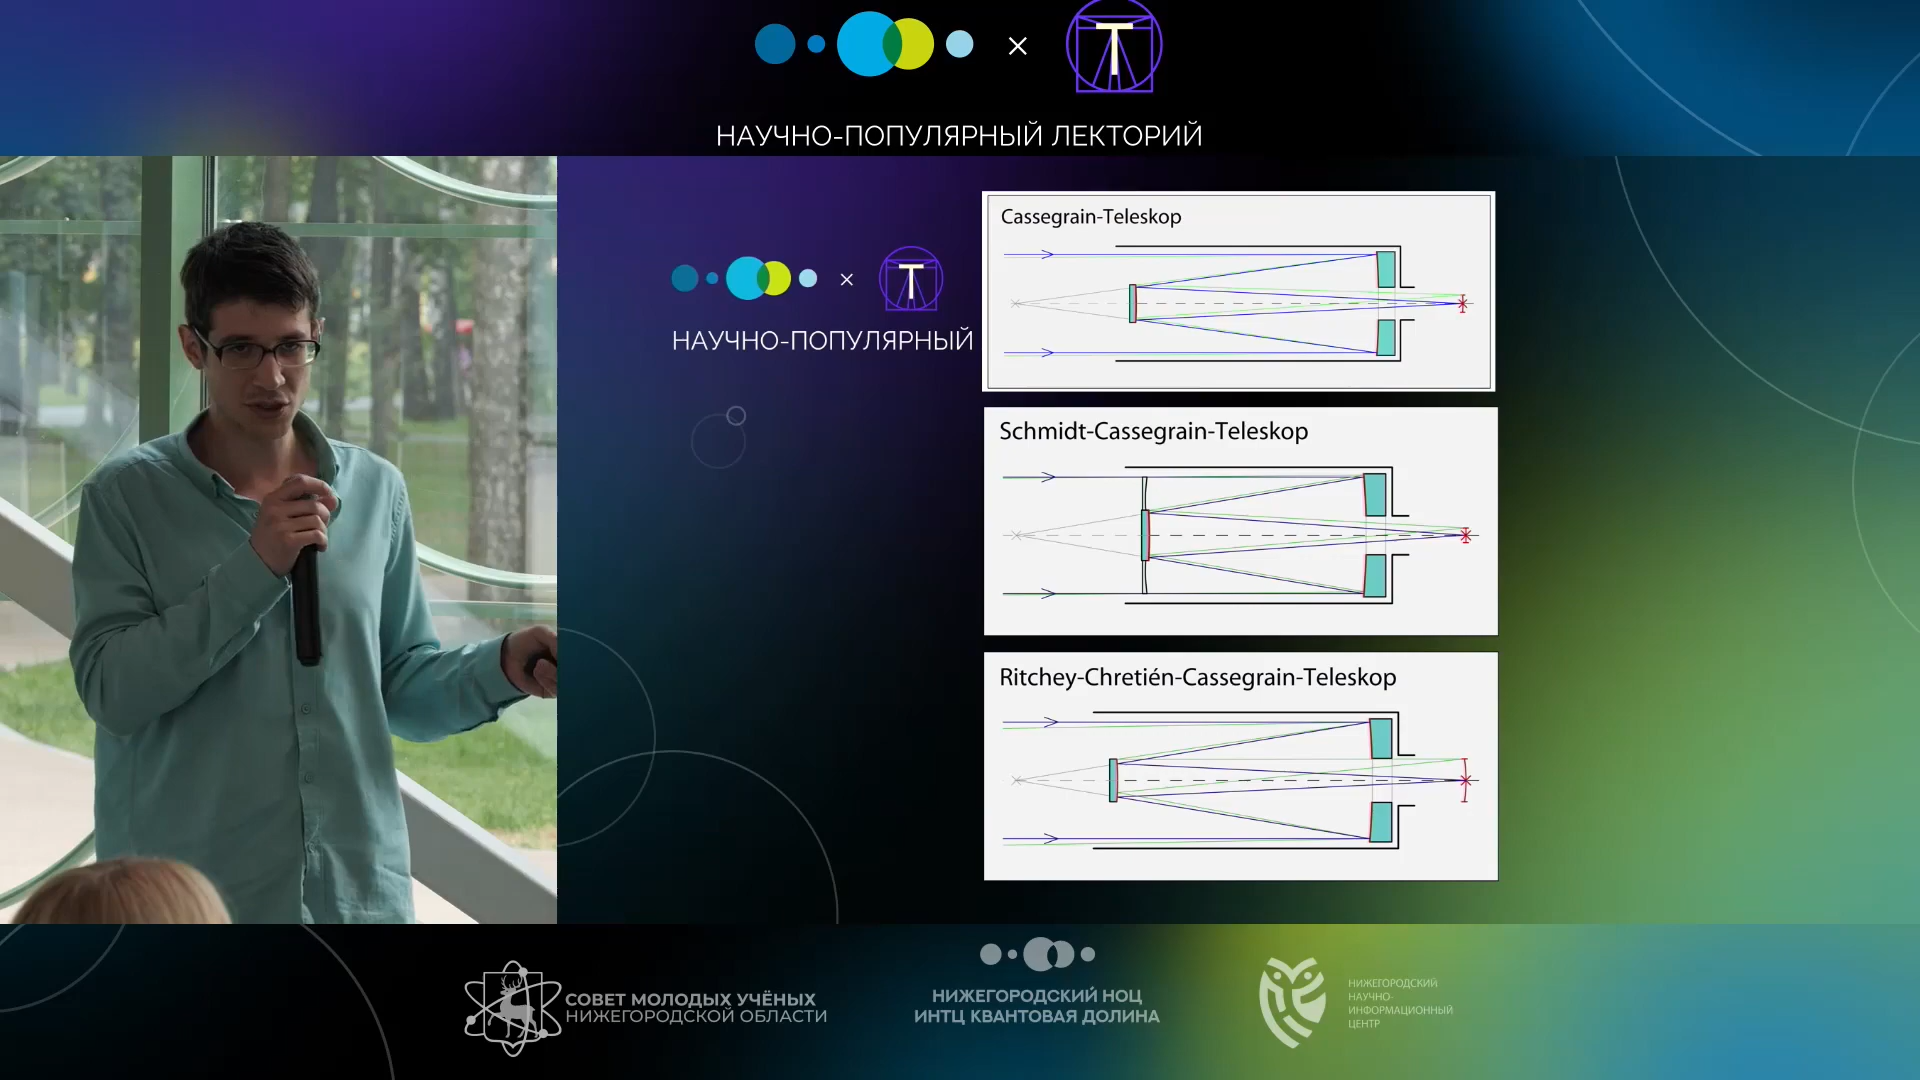 ×
T
НАУЧНО-ПОПУЛЯРНЫЙ ЛЕКТОРИЙ
×
T
НАУЧНО-ПОПУЛЯРНЫЙ
Cassegrain-Teleskop
Schmidt-Cassegrain-Teleskop
Ritchey-Chretién-Cassegrain-Teleskop
СОВЕТ МОЛОДЫХ УЧЁНЫХ
НИЖЕГОРОДСКОЙ ОБЛАСТИ
НИЖЕГОРОДСКИЙ НОЦ
ИНТЦ КВАНТОВАЯ ДОЛИНА
НИЖЕГОРОДСКИЙ
НАУЧНО-
ИНФОРМАЦИОННЫЙ
ЦЕНТР